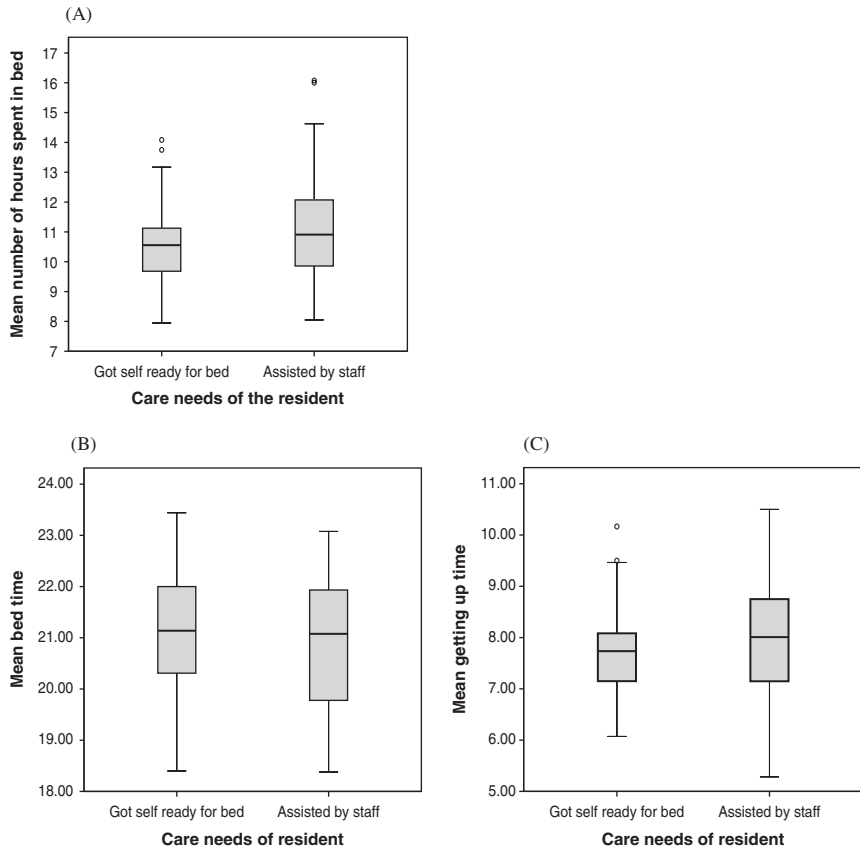 (A)
Mean number of hours spent in bed
17
16
15
14
13
12
11
10
9
8
7
Got self ready for bed
Assisted by staff
Care needs of the resident
(B)
Mean bed time
24.00
23.00
22.00
21.00
20.00
19.00
18.00
Got self ready for bed
Assisted by staff
Care needs of resident
(C)
Mean getting up time
11.00
10.00
9.00
8.00
7.00
6.00
5.00
Got self ready for bed
Assisted by staff
Care needs of resident